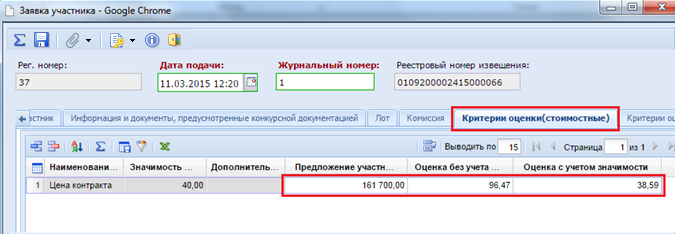 Заявка участника - Google Chrome
Рег. номер: Дата подачи: Журнальный номер: Реестровый номер извещения:
37 11.03.2015 12:20 1 0109200002415000066
частник Информация и документы, предусмотренные конкурсной документацией Лот Комиссия Критерии оценки(стоимостные) Критерии оц
Выводить по 15 Страница 1 из 1
Наименовани... Значимость ... Дополнитель... Предложение участн... Оценка без учета ... Оценка с учетом значимости
1 Цена контракта 40,00 161 700,00 96,47 38,59